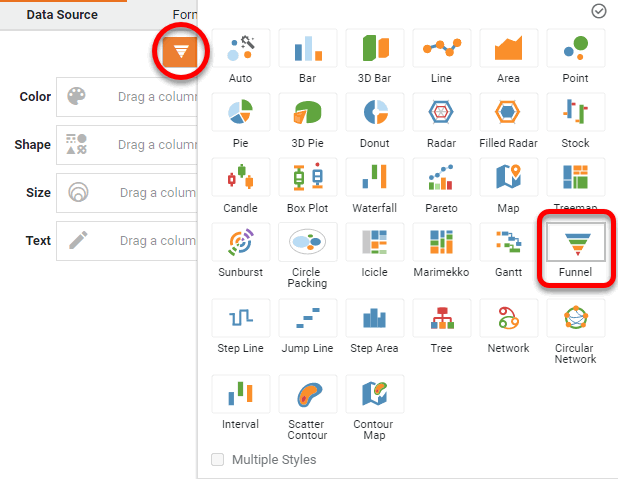 Data Source
Form
Color
Drag a colum
Shape
Drag a colum
Size
Drag a colum
Text
Drag a colum
Auto
Bar
3D Bar
Line
Area
Point
Pie
3D Pie
Donut
Radar
Filled Radar
Stock
Candle
Box Plot
Waterfall
Pareto
Map
Treemap
Sunburst
Circle
Packing
Icicle
Marimekko
Gantt
Funnel
Step Line
Jump Line
Step Area
Tree
Network
Circular
Network
Interval
Scatter
Contour
Contour
Map
Multiple Styles